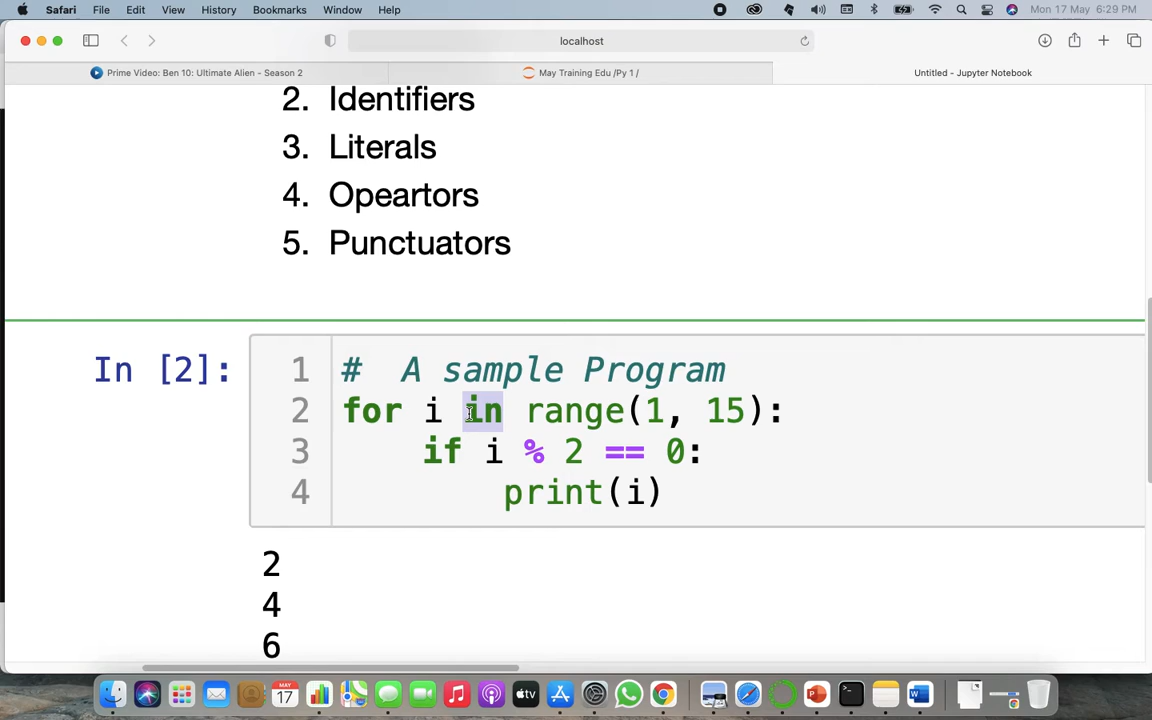 Safari File Edit View History Bookmarks Window Help Mon 17 May 6:29 PM
localhost
Prime Video: Ben 10: Ultimate Alien - Season 2 May Training Edu /Py 1 / Untitled - Jupyter Notebook
2. Identifiers
3. Literals
4. Opeartors
5. Punctuators
In [2]: 1 # A sample Program
2 for i in range(1, 15):
3 if i % 2 == 0:
4 print(i)
2
4
6
MAY
17
tv